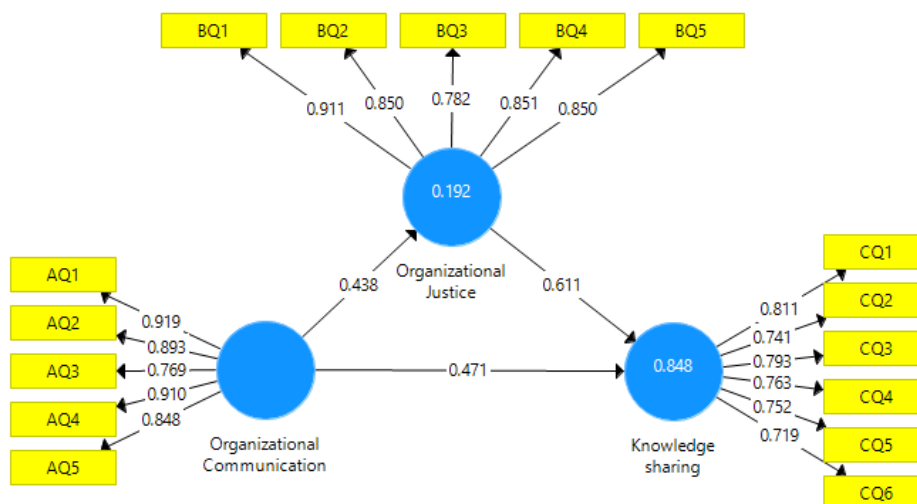 BQ1
BQ2
BQ3
BQ4
BQ5
0.911
0.850
0.782
0.851
0.850
0.192
Organizational
Justice
AQ1
AQ2
AQ3
AQ4
AQ5
0.919
0.893
0.769
0.910
0.848
Organizational
Communication
0.438
0.611
0.471
0.848
Knowledge
sharing
0.811
0.741
0.793
0.763
0.752
0.719
CQ1
CQ2
CQ3
CQ4
CQ5
CQ6